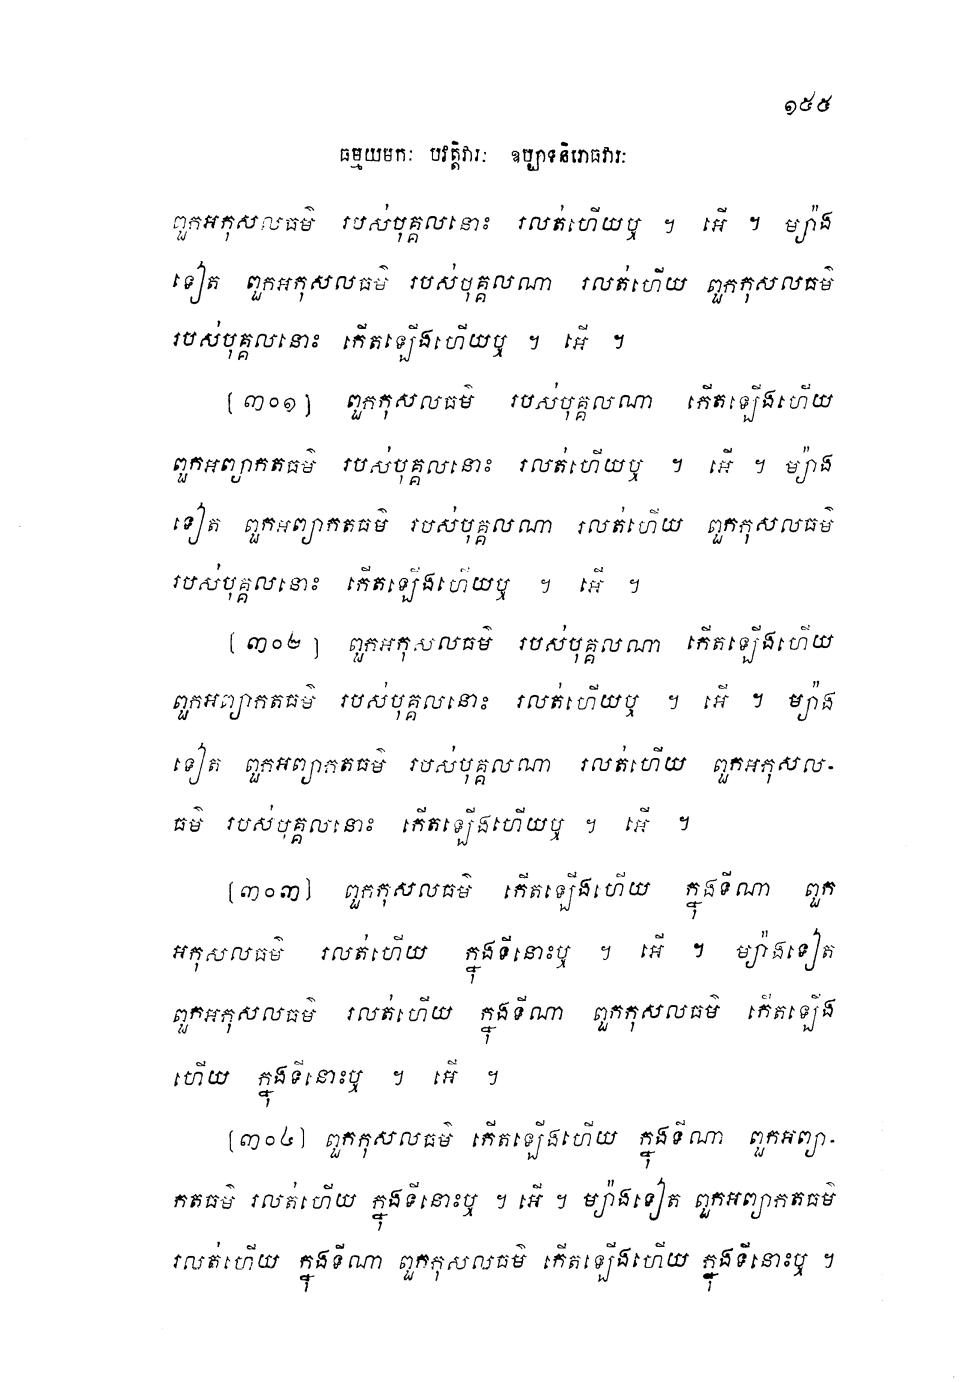 ១៥៥
ធម្មយមកៈ បវត្តិវារៈ ឧប្បាទនិរោធវារៈ
ពួកអកុសលធម៌ របស់បុគ្គលនោះ រលត់ហើយឬ ។ អើ ។ ម្យ៉ាង
ទៀត ពួកអកុសលធម៌ របស់បុគ្គលណា រលត់ហើយ ពួកកុសលធម៌
របស់បុគ្គលនោះ កើតឡើងហើយឬ ។ អើ ។
[៣០១] ពួកកុសលធម៌ របស់បុគ្គលណា កើតឡើងហើយ
ពួកអព្យាកតធម៌ របស់បុគ្គលនោះ រលត់ហើយឬ ។ អើ ។ ម្យ៉ាង
ទៀត ពួកអព្យាកតធម៌ របស់បុគ្គលណា រលត់ហើយ ពួកកុសលធម៌
របស់បុគ្គលនោះ កើតឡើងហើយឬ ។ អើ ។
[៣០២] ពួកអកុសលធម៌ របស់បុគ្គលណា កើតឡើងហើយ
ពួកអព្យាកតធម៌ របស់បុគ្គលនោះ រលត់ហើយឬ ។ អើ ។ ម្យ៉ាង
ទៀត ពួកអព្យាកតធម៌ របស់បុគ្គលណា រលត់ហើយ ពួកអកុសល-
ធម៌ របស់បុគ្គលនោះ កើតឡើងហើយឬ ។ អើ ។
[៣០៣] ពួកកុសលធម៌ កើតឡើងហើយ ក្នុងទីណា ពួក
អកុសលធម៌ រលត់ហើយ ក្នុងទីនោះឬ ។ អើ ។ ម្យ៉ាងទៀត
ពួកអកុសលធម៌ រលត់ហើយ ក្នុងទីណា ពួកកុសលធម៌ កើតឡើង
ហើយ ក្នុងទីនោះឬ ។ អើ ។
[៣០៤] ពួកកុសលធម៌ កើតឡើងហើយ ក្នុងទីណា ពួកអព្យា-
កតធម៌ រលត់ហើយ ក្នុងទីនោះឬ ។ អើ ។ ម្យ៉ាងទៀត ពួកអព្យាកតធម៌
រលត់ហើយ ក្នុងទីណា ពួកកុសលធម៌ កើតឡើងហើយ ក្នុងទីនោះឬ ។